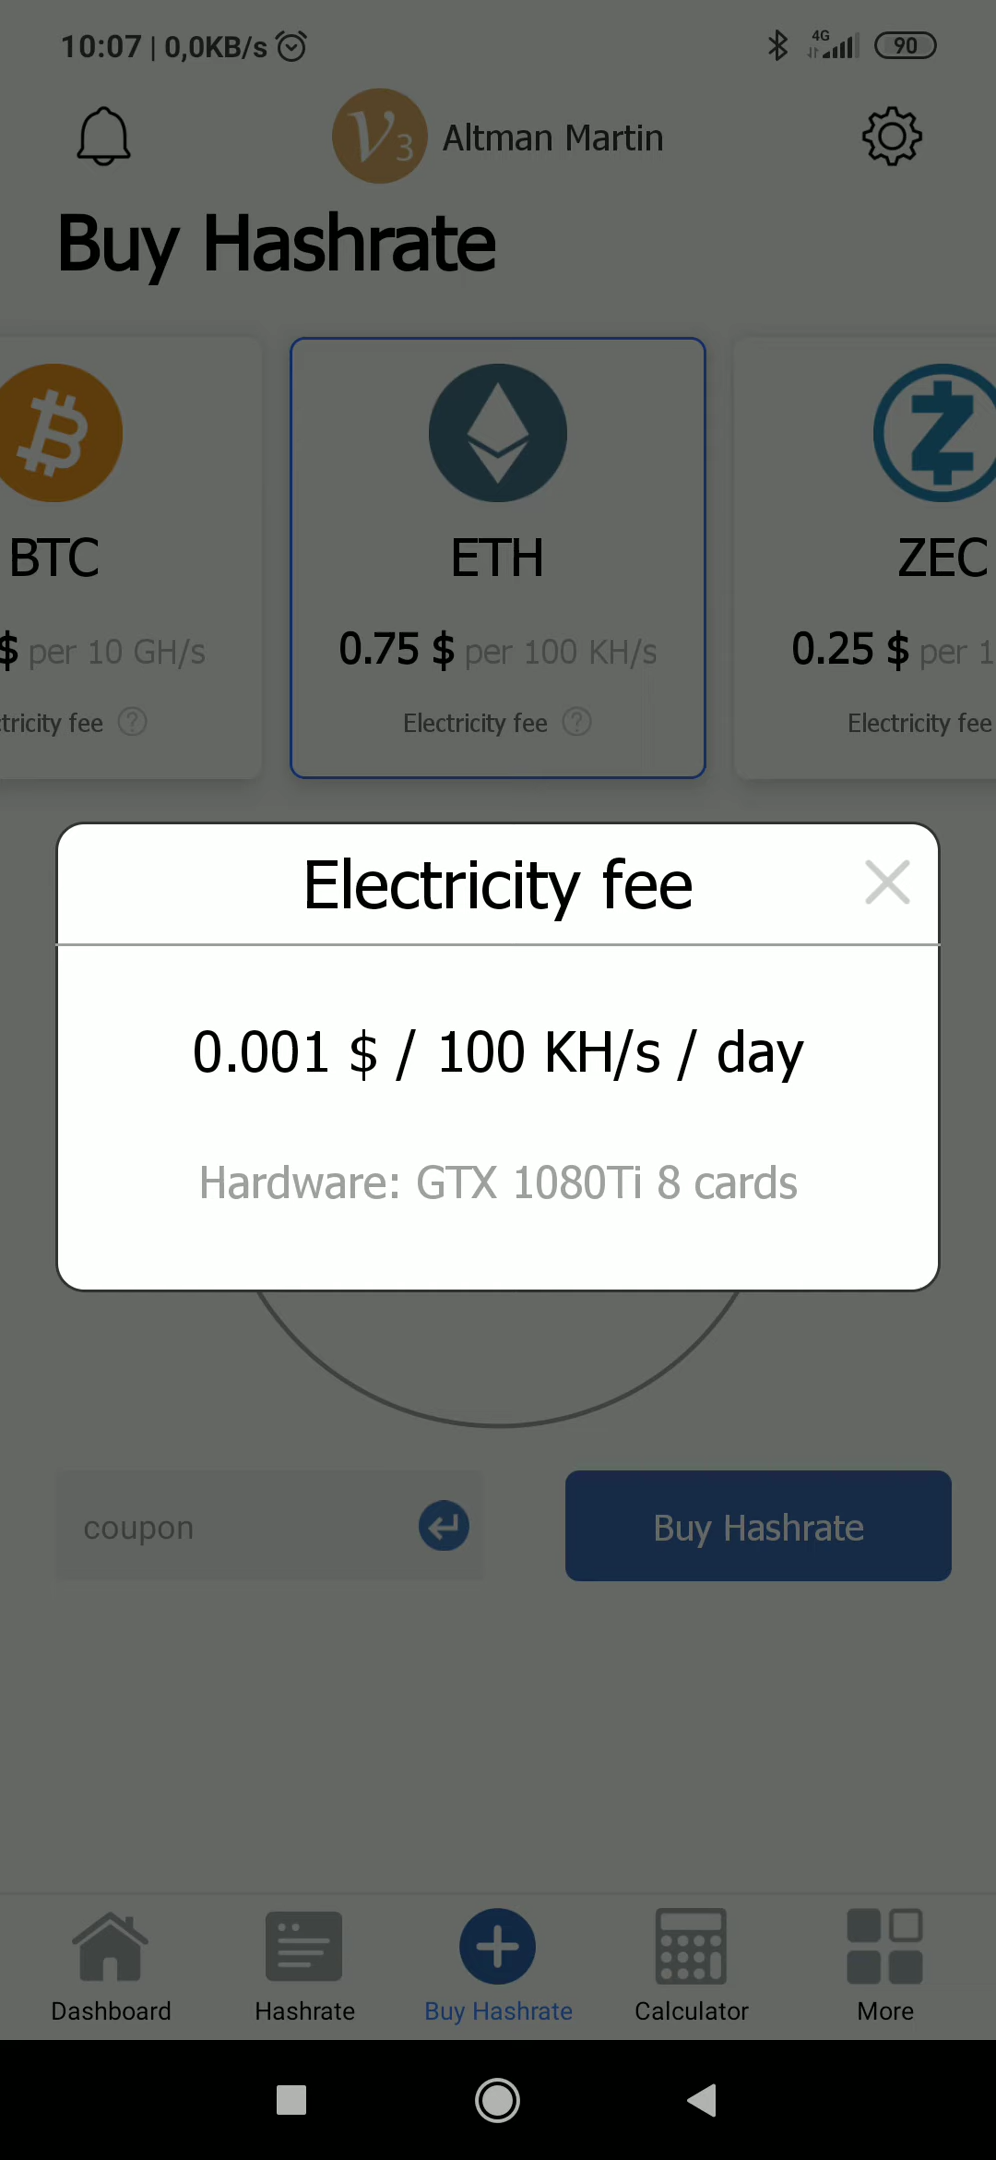 10:07 | 0,0KB/s 4G 90
V3 Altman Martin
Buy Hashrate
BTC
$ per 10 GH/s
tricity fee ?
ETH
0.75 $ per 100 KH/s
Electricity fee ?
ZEC
0.25 $ per 1
Electricity fee
Electricity fee
0.001 $ / 100 KH/s / day
Hardware: GTX 1080Ti 8 cards
coupon
Buy Hashrate
Dashboard
Hashrate
Buy Hashrate
Calculator
More